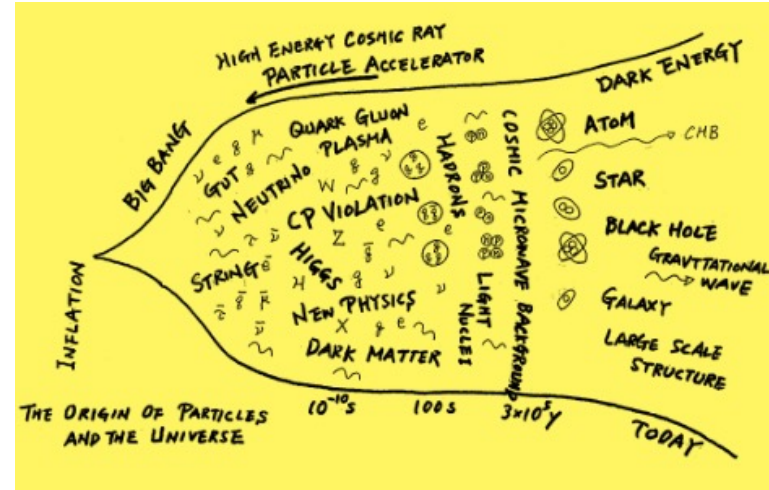 HIGH ENERGY COSMIC RAY
PARTICLE ACCELERATOR
DARK ENERGY
BIG BANG
QUARK GLUON
PLASMA
GUT
NEUTRINO
CP VIOLATION
STRING
HIGGS
NEW PHYSICS
DARK MATTER
HADRONS
LIGHT
NUCLEI
COSMIC MICROWAVE BACKGROUND
ATOM
CMB
STAR
BLACK HOLE
GRAVTTATIONAL
WAVE
GALAXY
LARGE SCALE
STRUCTURE
INFLATION
THE ORIGIN OF PARTICLES
AND THE UNIVERSE
10⁻¹⁰s
100s
3×10⁵y
TODAY